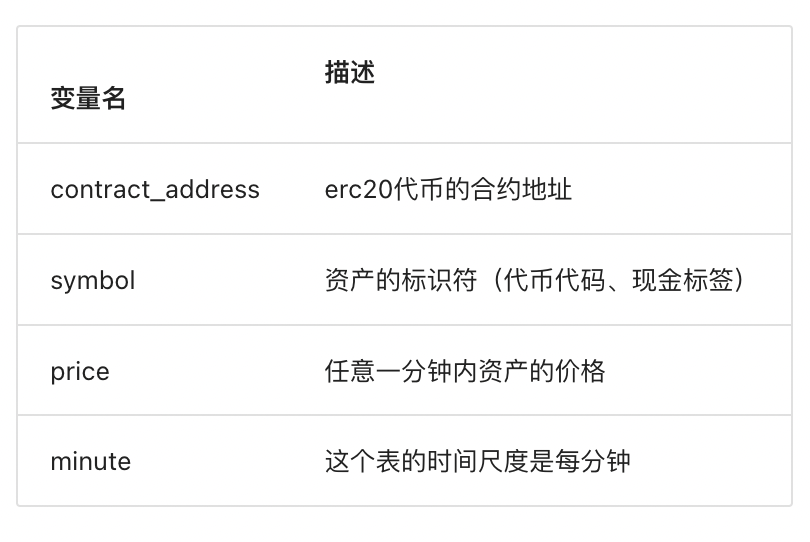 变量名
描述
contract_address
erc20代币的合约地址
symbol
资产的标识符（代币代码、现金标签）
price
任意一分钟内资产的价格
minute
这个表的时间尺度是每分钟